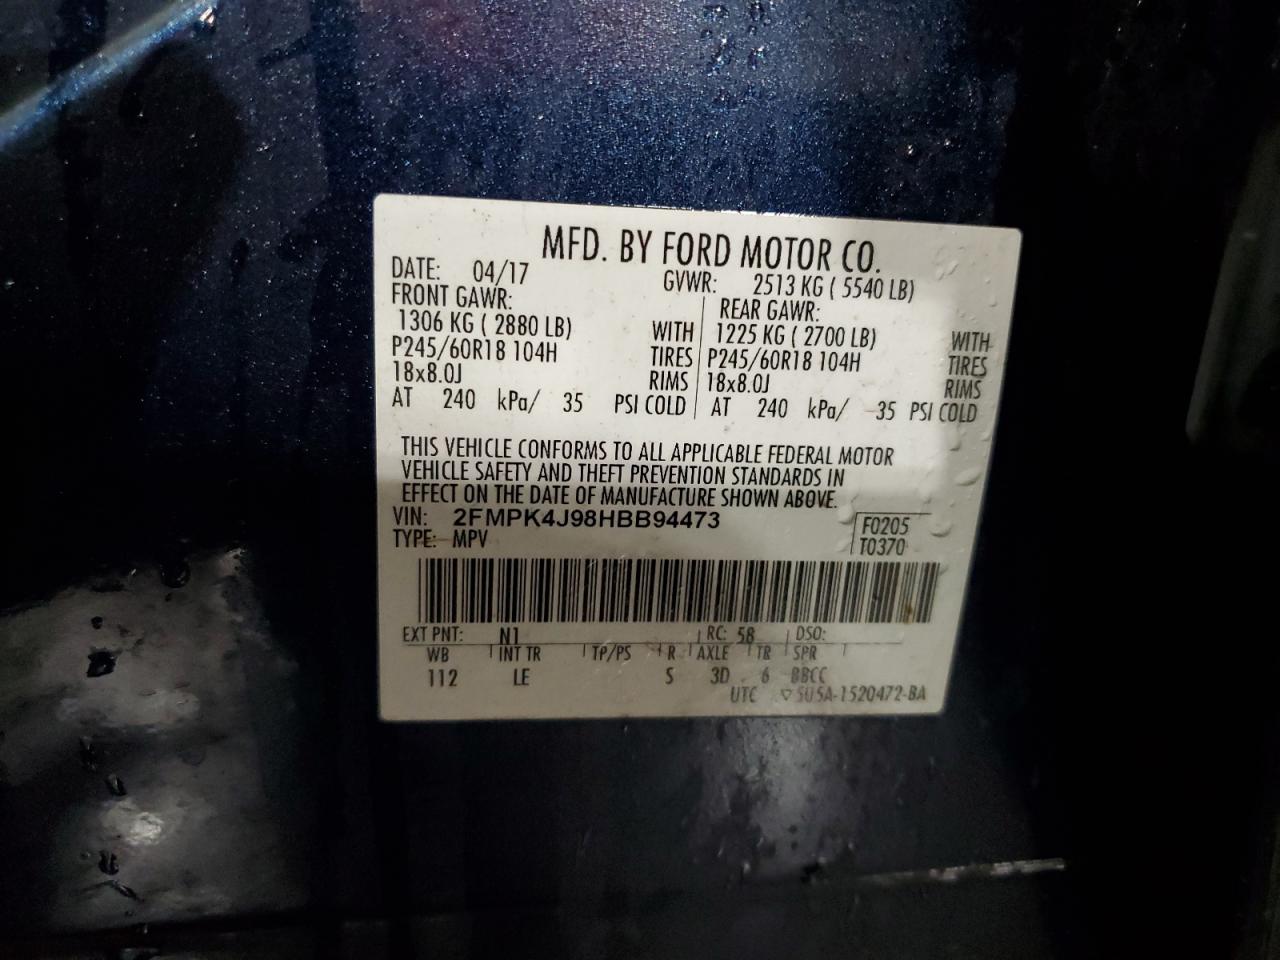 MFD. BY FORD MOTOR CO.
DATE: 04/17 GVWR: 2513 KG ( 5540 LB)
FRONT GAWR: REAR GAWR:
1306 KG ( 2880 LB) WITH 1225 KG ( 2700 LB) WITH
P245/60R18 104H TIRES P245/60R18 104H TIRES
18x8.0J RIMS 18x8.0J RIMS
AT 240 kPa/ 35 PSI COLD AT 240 kPa/ 35 PSI COLD
THIS VEHICLE CONFORMS TO ALL APPLICABLE FEDERAL MOTOR
VEHICLE SAFETY AND THEFT PREVENTION STANDARDS IN
EFFECT ON THE DATE OF MANUFACTURE SHOWN ABOVE.
VIN: 2FMPK4J98HBB94473 F0205
TYPE: MPV T0370
EXT PNT: N1 RC: 58 DSO:
WB INT TR TP/PS R AXLE TR SPR
112 LE S 3D 6 BBCC
UTC ▽5U5A-1520472-BA